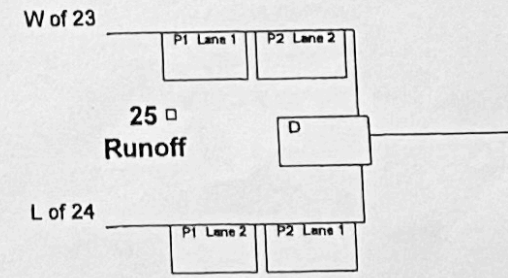 W of 23
P1 Lane 1 P2 Lane 2
25
Runoff
D
L of 24
P1 Lane 2 P2 Lane 1